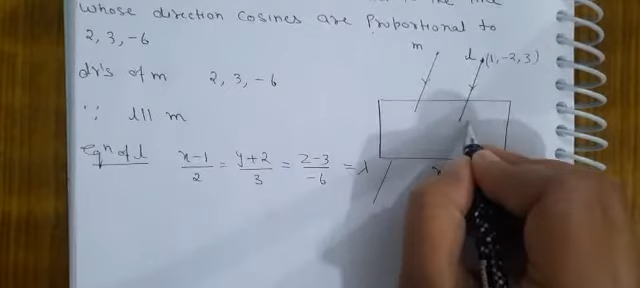 whose direction cosines are Proportional to
2, 3, -6
dr's of m 2, 3, -6
∵ l || m
Eqn of l x-1/2 = y+2/3 = z-3/-6 = λ
m
l (1, -2, 3)